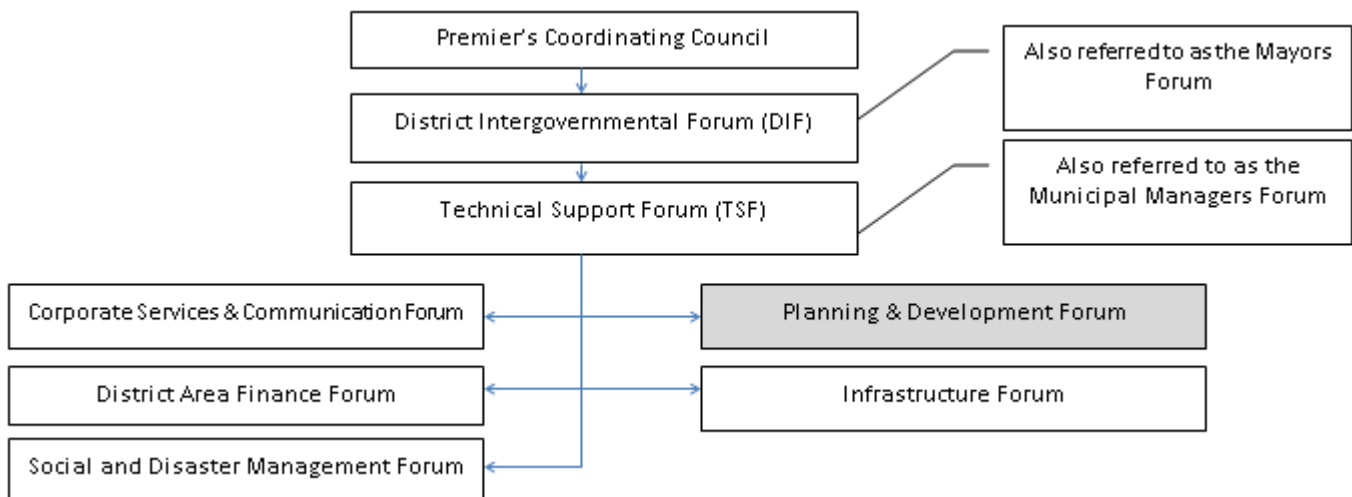 Premier's Coordinating Council
Also referred to as the Mayors
Forum
District Intergovernmental Forum (DIF)
Also referred to as the
Municipal Managers Forum
Technical Support Forum (TSF)
Corporate Services & Communication Forum
Planning & Development Forum
District Area Finance Forum
Infrastructure Forum
Social and Disaster Management Forum